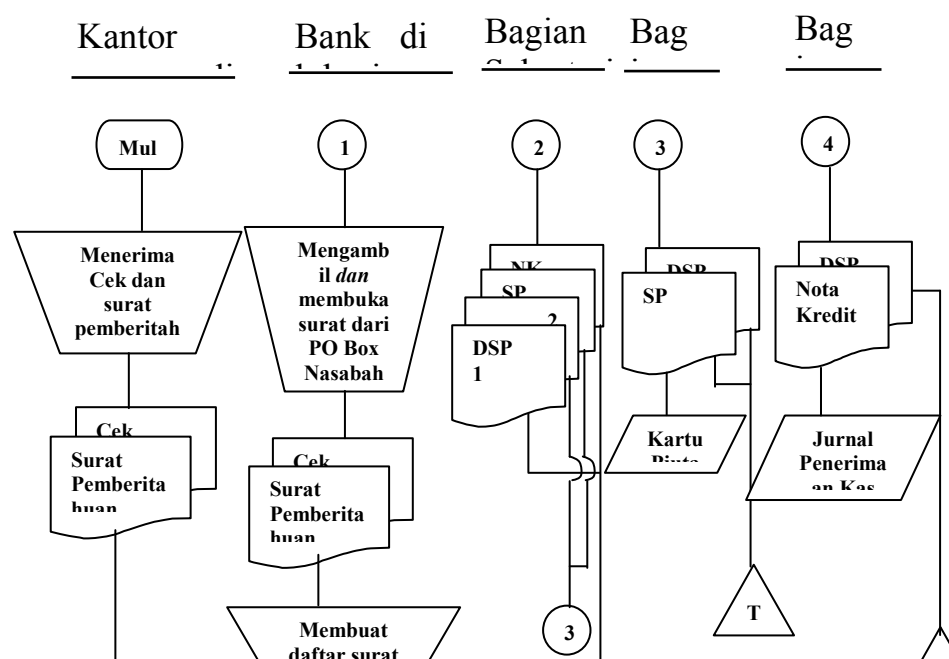 Kantor
Bank di
Bagian
Bag
Bag
Mul
1
2
3
4
Menerima
Cek dan
surat
pemberitah
Mengamb
il dan
membuka
surat dari
PO Box
Nasabah
NK
SP
2
DSP
1
DSP
SP
DSP
Nota
Kredit
Cek
Surat
Pemberita
huan
Cek
Surat
Pemberita
huan
Kartu
Jurnal
Penerima
an Kas
3
T
Membuat
daftar surat